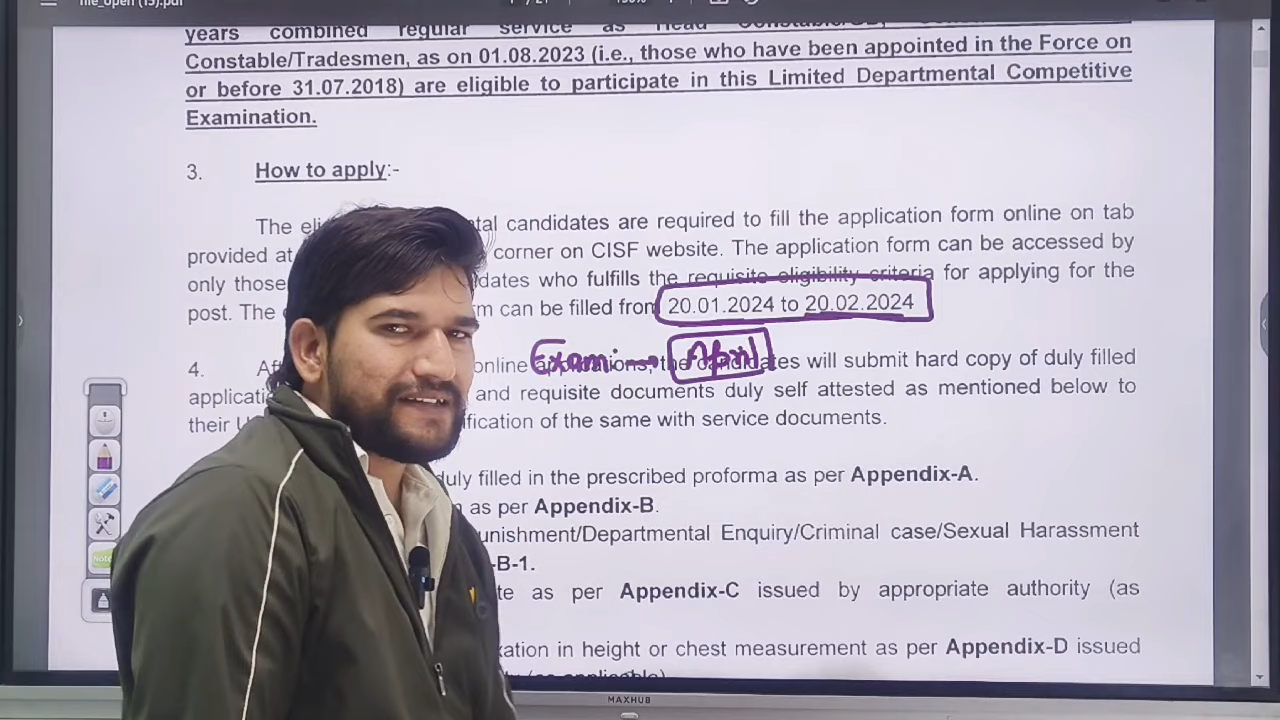 file_open (15).pdf
years combined regular service as Head
Constable/Tradesmen, as on 01.08.2023 (i.e., those who have been appointed in the Force on
or before 31.07.2018) are eligible to participate in this Limited Departmental Competitive
Examination.
3. How to apply:-
The candidates are required to fill the application form online on tab
provided at corner on CISF website. The application form can be accessed by
only those who fulfills the requisite eligibility criteria for applying for the
post. The can be filled from 20.01.2024 to 20.02.2024
Exam April
4. online applications, the candidates will submit hard copy of duly filled
and requisite documents duly self attested as mentioned below to
their of the same with service documents.
duly filled in the prescribed proforma as per Appendix-A.
as per Appendix-B.
unishment/Departmental Enquiry/Criminal case/Sexual Harassment
-B-1.
te as per Appendix-C issued by appropriate authority (as
xation in height or chest measurement as per Appendix-D issued
Note
MAXHUB